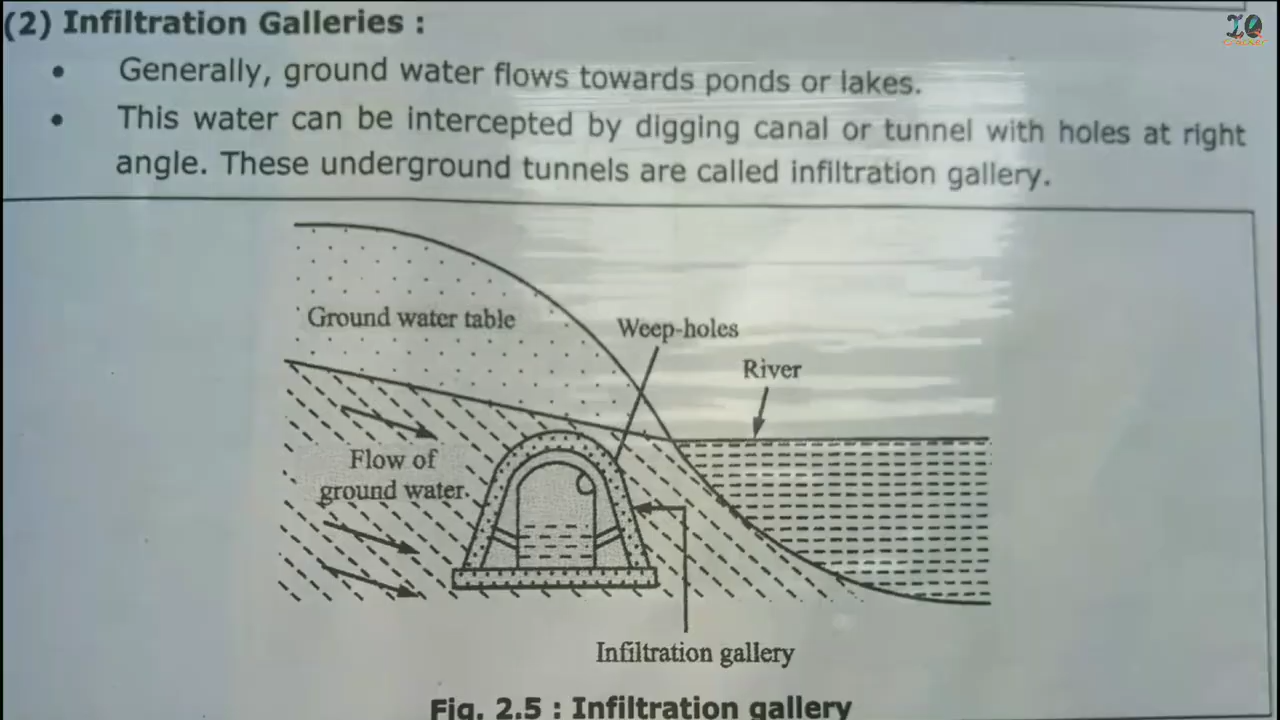 (2) Infiltration Galleries :
• Generally, ground water flows towards ponds or lakes.
• This water can be intercepted by digging canal or tunnel with holes at right
angle. These underground tunnels are called infiltration gallery.
Ground water table
Weep-holes
River
Flow of
ground water
Infiltration gallery
Fig. 2.5 : Infiltration gallery
IQ